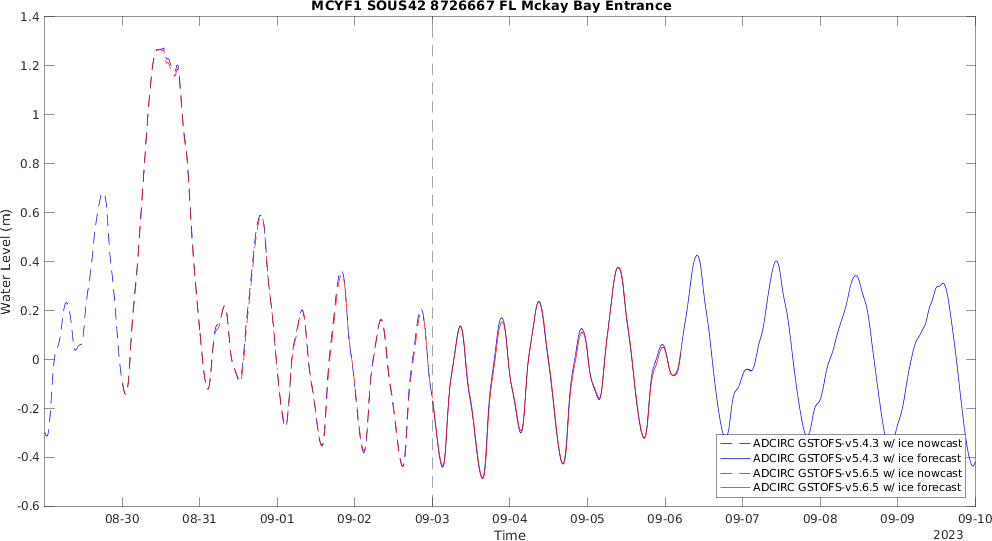 MCYF1 SOUS42 8726667 FL Mckay Bay Entrance
Water Level (m)
1.4
1.2
1
0.8
0.6
0.4
0.2
0
-0.2
-0.4
-0.6
ADCIRC GSTOFS-v5.4.3 w/ ice nowcast
ADCIRC GSTOFS-v5.4.3 w/ ice forecast
ADCIRC GSTOFS-v5.6.5 w/ ice nowcast
ADCIRC GSTOFS-v5.6.5 w/ ice forecast
08-30 08-31 09-01 09-02 09-03 09-04 09-05 09-06 09-07 09-08 09-09 09-10
Time
2023